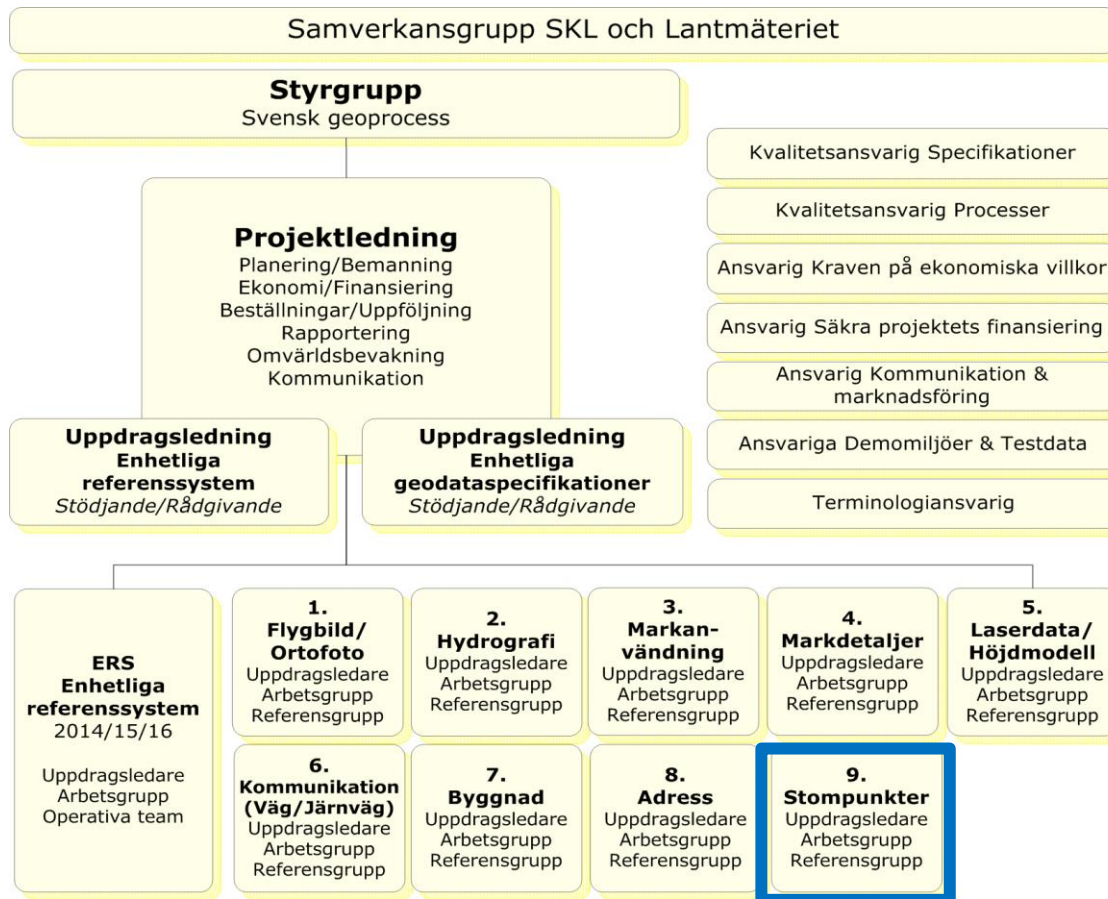 Samverkansgrupp SKL och Lantmäteriet
Styrgrupp
Svensk geoprocess
Projektledning
Planering/Bemanning
Ekonomi/Finansiering
Beställningar/Uppföljning
Rapportering
Omvärldsbevakning
Kommunikation
Uppdragsledning
Enhetliga
referenssystem
Stödjande/Rådgivande
Uppdragsledning
Enhetliga
geodataspecifikationer
Stödjande/Rådgivande
Kvalitetsansvarig Specifikationer
Kvalitetsansvarig Processer
Ansvarig Kraven på ekonomiska villkor
Ansvarig Säkra projektets finansiering
Ansvarig Kommunikation &
marknadsföring
Ansvariga Demomiljöer & Testdata
Terminologiansvarig
ERS
Enhetliga
referenssystem
2014/15/16
Uppdragsledare
Arbetsgrupp
Operativa team
1.
Flygbild/
Ortofoto
Uppdragsledare
Arbetsgrupp
Referensgrupp
2.
Hydrografi
Uppdragsledare
Arbetsgrupp
Referensgrupp
3.
Markan-
vändning
Uppdragsledare
Arbetsgrupp
Referensgrupp
4.
Markdetaljer
Uppdragsledare
Arbetsgrupp
Referensgrupp
5.
Laserdata/
Höjdmodell
Uppdragsledare
Arbetsgrupp
Referensgrupp
6.
Kommunikation
(Väg/Järnväg)
Uppdragsledare
Arbetsgrupp
Referensgrupp
7.
Byggnad
Uppdragsledare
Arbetsgrupp
Referensgrupp
8.
Adress
Uppdragsledare
Arbetsgrupp
Referensgrupp
9.
Stompunkter
Uppdragsledare
Arbetsgrupp
Referensgrupp